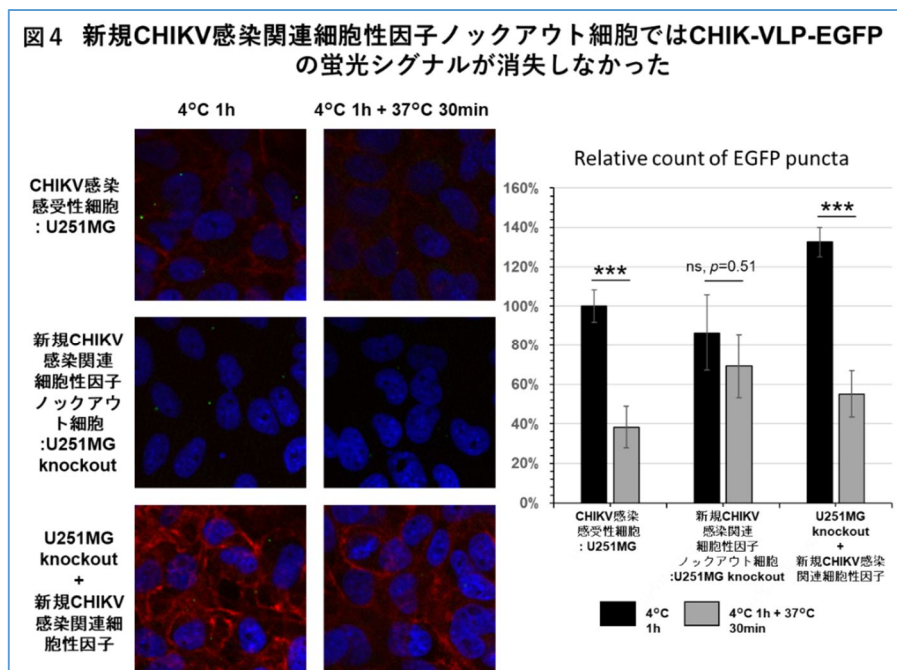 図4 新規CHIKV感染関連細胞性因子ノックアウト細胞ではCHIK-VLP-EGFP
の蛍光シグナルが消失しなかった
4°C 1h
4°C 1h + 37°C 30min
CHIKV感染
感受性細胞
: U251MG
新規CHIKV
感染関連
細胞性因子
ノックアウ
ト細胞
:U251MG
knockout
U251MG
knockout
+
新規CHIKV
感染関連細
胞性因子
Relative count of EGFP puncta
160%
140%
120%
100%
80%
60%
40%
20%
0%
***
ns, p=0.51
***
CHIKV感染
感受性細胞
: U251MG
新規CHIKV
感染関連
細胞性因子
ノックアウト細胞
:U251MG knockout
U251MG
knockout
+
新規CHIKV感染
関連細胞性因子
4°C
1h
4°C 1h + 37°C
30min